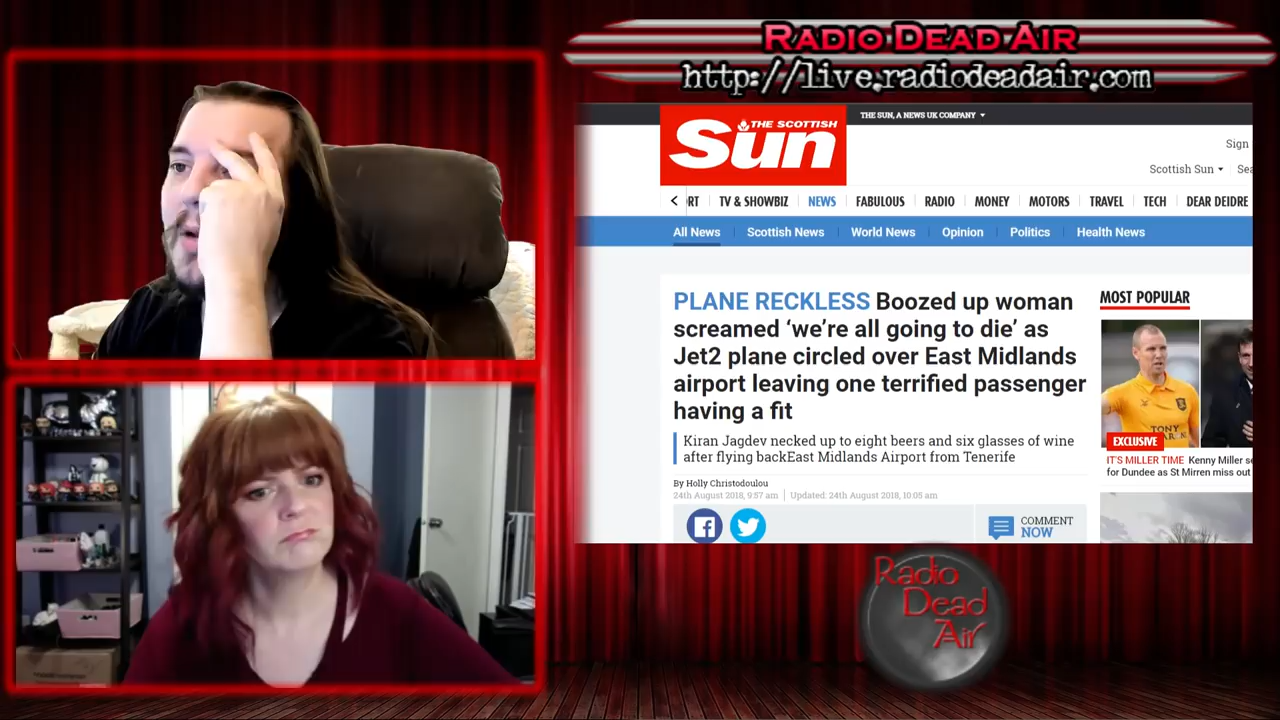 RADIO DEAD AIR
http://live.radiodeadair.com
THE SCOTTISH
Sun
THE SUN, A NEWS UK COMPANY
Sign
Scottish Sun
TV & SHOWBIZ NEWS FABULOUS RADIO MONEY MOTORS TRAVEL TECH DEAR DEIDRE
All News Scottish News World News Opinion Politics Health News
PLANE RECKLESS Boozed up woman
screamed ‘we’re all going to die’ as
Jet2 plane circled over East Midlands
airport leaving one terrified passenger
having a fit
Kiran Jagdev necked up to eight beers and six glasses of wine
after flying backEast Midlands Airport from Tenerife
By Holly Christodoulou
24th August 2018, 9:57 am Updated: 24th August 2018, 10:05 am
COMMENT
NOW
MOST POPULAR
TONY
EXCLUSIVE
IT'S MILLER TIME Kenny Miller
for Dundee as St Mirren miss out
Radio
Dead
Air